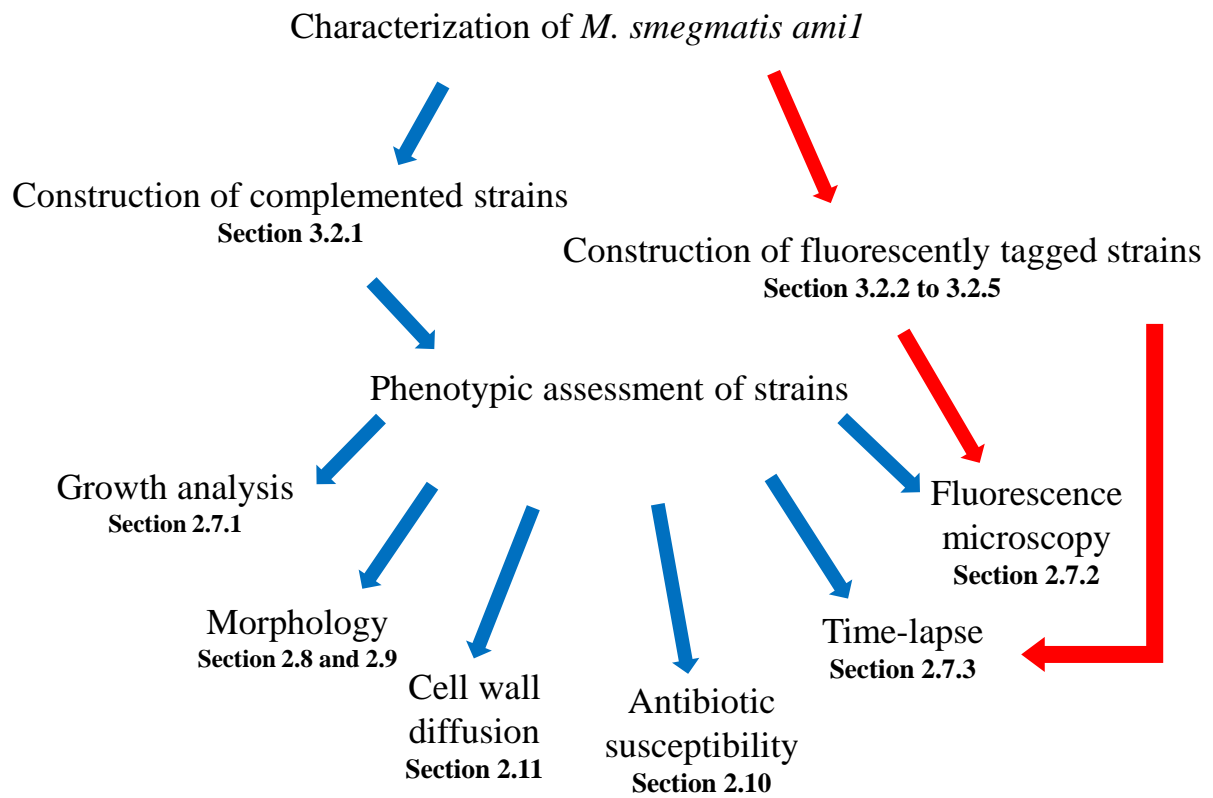 Characterization of M. smegmatis ami1
Construction of complemented strains
Section 3.2.1
Construction of fluorescently tagged strains
Section 3.2.2 to 3.2.5
Phenotypic assessment of strains
Growth analysis
Section 2.7.1
Fluorescence
microscopy
Section 2.7.2
Morphology
Section 2.8 and 2.9
Time-lapse
Section 2.7.3
Cell wall
diffusion
Section 2.11
Antibiotic
susceptibility
Section 2.10